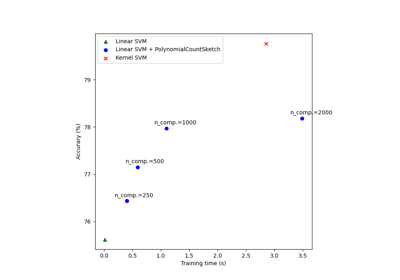 Linear SVM
Linear SVM + PolynomialCountSketch
Kernel SVM
79
n_comp.=2000
n_comp.=1000
78
n_comp.=500
77
n_comp.=250
76
Accurary (%)
0.0 0.5 1.0 1.5 2.0 2.5 3.0 3.5
Training time (s)